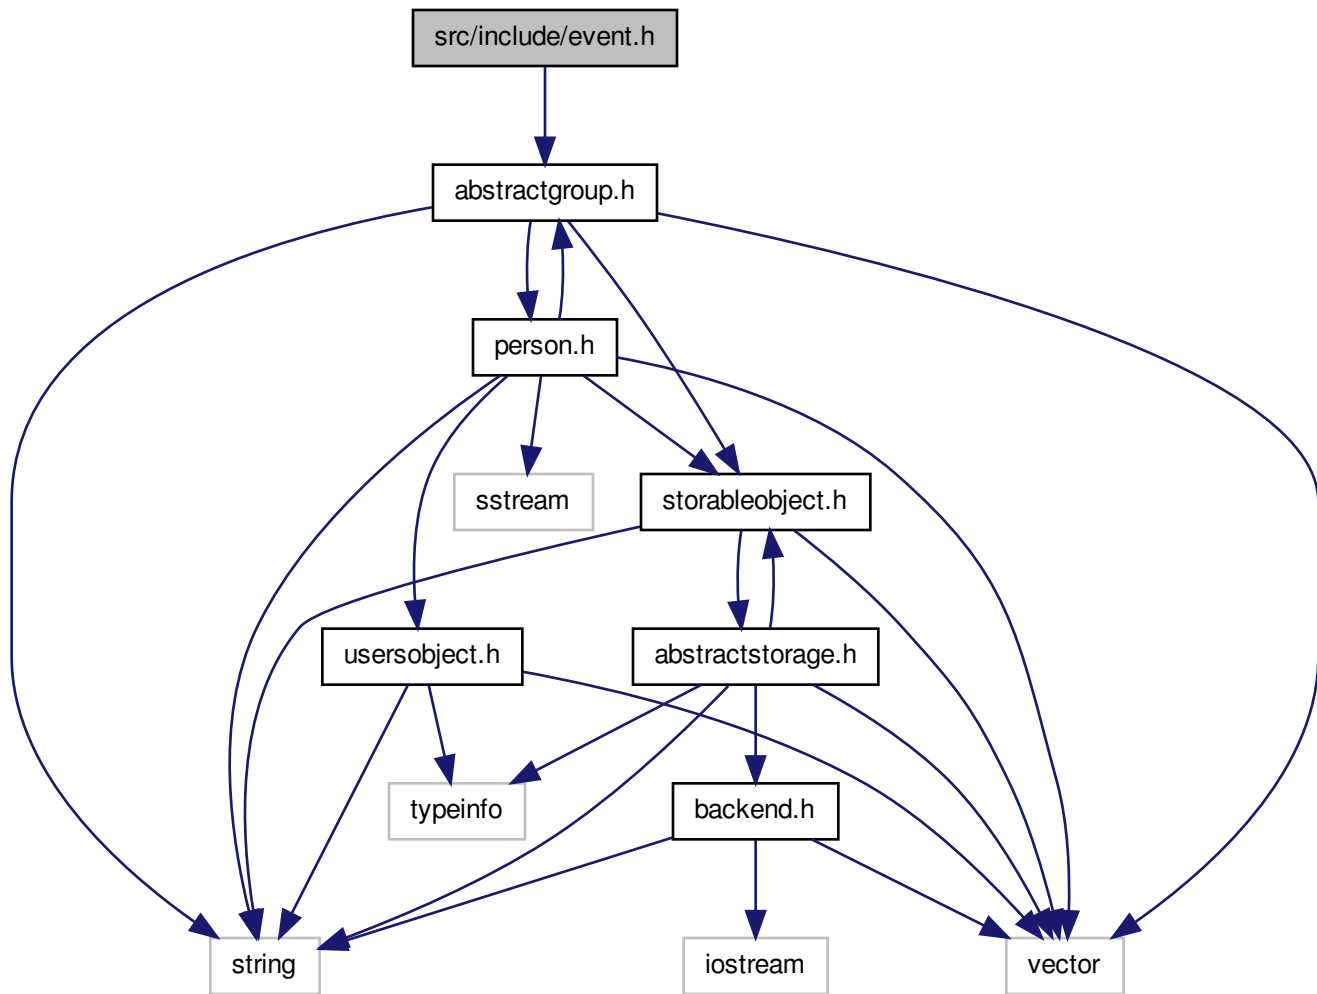 src/include/event.h
abstractgroup.h
person.h
sstream
storableobject.h
usersobject.h
abstractstorage.h
typeinfo
backend.h
string
iostream
vector